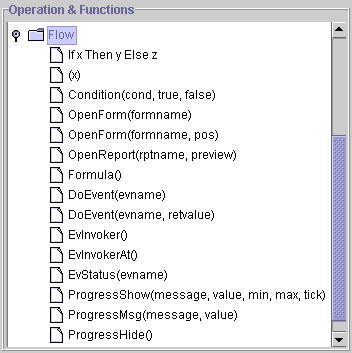 Operation & Functions
Flow
If x Then y Else z
(x)
Condition(cond, true, false)
OpenForm(formname)
OpenForm(formname, pos)
OpenReport(rptname, preview)
Formula()
DoEvent(evname)
DoEvent(evname, retvalue)
EvInvoker()
EvInvokerAt()
EvStatus(evname)
ProgressShow(message, value, min, max, tick)
ProgressMsg(message, value)
ProgressHide()